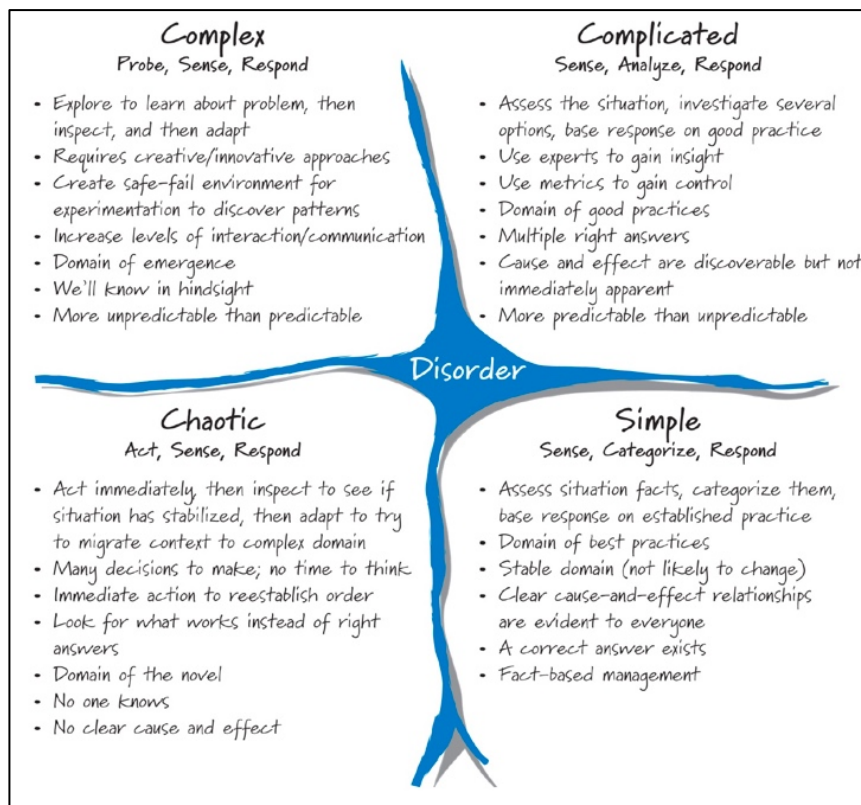 Complex
Probe, Sense, Respond
• Explore to learn about problem, then
inspect, and then adapt
• Requires creative/innovative approaches
• Create safe-fail environment for
experimentation to discover patterns
• Increase levels of interaction/communication
• Domain of emergence
• We'll know in hindsight
• More unpredictable than predictable
Complicated
Sense, Analyze, Respond
• Assess the situation, investigate several
options, base response on good practice
• Use experts to gain insight
• Use metrics to gain control
• Domain of good practices
• Multiple right answers
• Cause and effect are discoverable but not
immediately apparent
• More predictable than unpredictable
Disorder
Chaotic
Act, Sense, Respond
• Act immediately, then inspect to see if
situation has stabilized, then adapt to try
to migrate context to complex domain
• Many decisions to make; no time to think
• Immediate action to reestablish order
• Look for what works instead of right
answers
• Domain of the novel
• No one knows
• No clear cause and effect
Simple
Sense, Categorize, Respond
• Assess situation facts, categorize them,
base response on established practice
• Domain of best practices
• Stable domain (not likely to change)
• Clear cause-and-effect relationships
are evident to everyone
• A correct answer exists
• Fact-based management